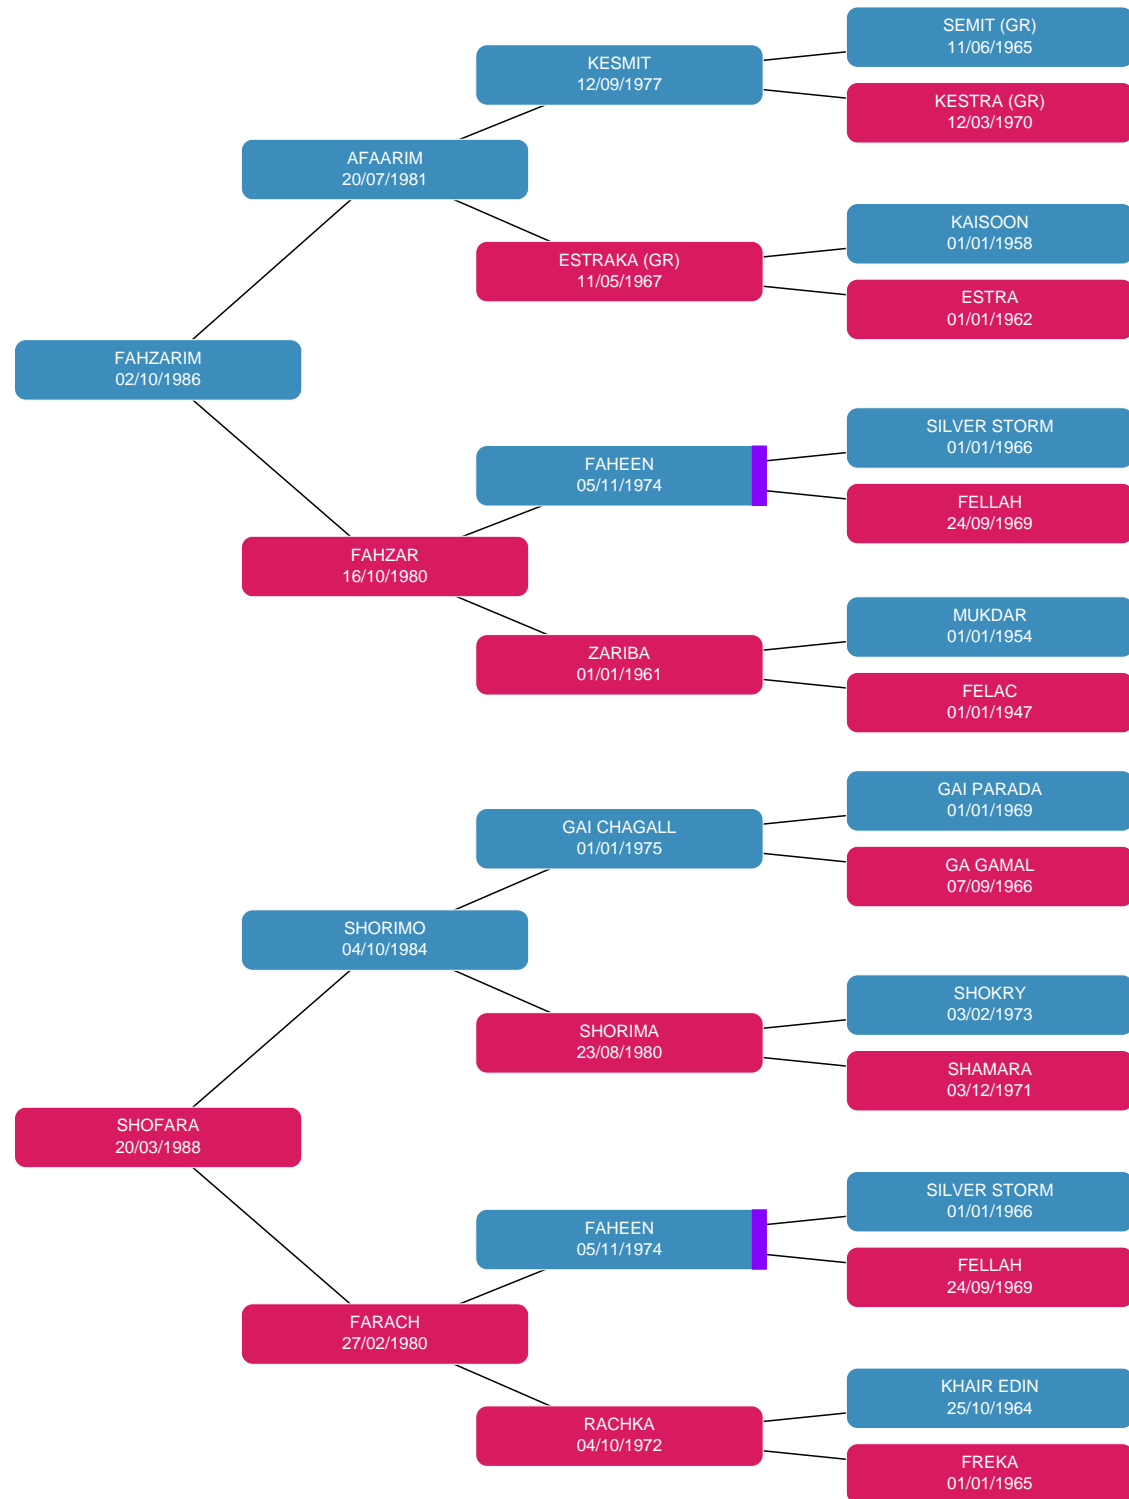 SEMIT (GR)
11/06/1965
KESMIT
12/09/1977
KESTRA (GR)
12/03/1970
AFAARIM
20/07/1981
KAISOON
01/01/1958
ESTRAKA (GR)
11/05/1967
ESTRA
01/01/1962
FAHZARIM
02/10/1986
SILVER STORM
01/01/1966
FAHEEN
05/11/1974
FELLAH
24/09/1969
FAHZAR
16/10/1980
MUKDAR
01/01/1954
ZARIBA
01/01/1961
FELAC
01/01/1947
GAI PARADA
01/01/1969
GAI CHAGALL
01/01/1975
GA GAMAL
07/09/1966
SHORIMO
04/10/1984
SHOKRY
03/02/1973
SHORIMA
23/08/1980
SHAMARA
03/12/1971
SHOFARA
20/03/1988
SILVER STORM
01/01/1966
FAHEEN
05/11/1974
FELLAH
24/09/1969
FARACH
27/02/1980
KHAIR EDIN
25/10/1964
RACHKA
04/10/1972
FREKA
01/01/1965